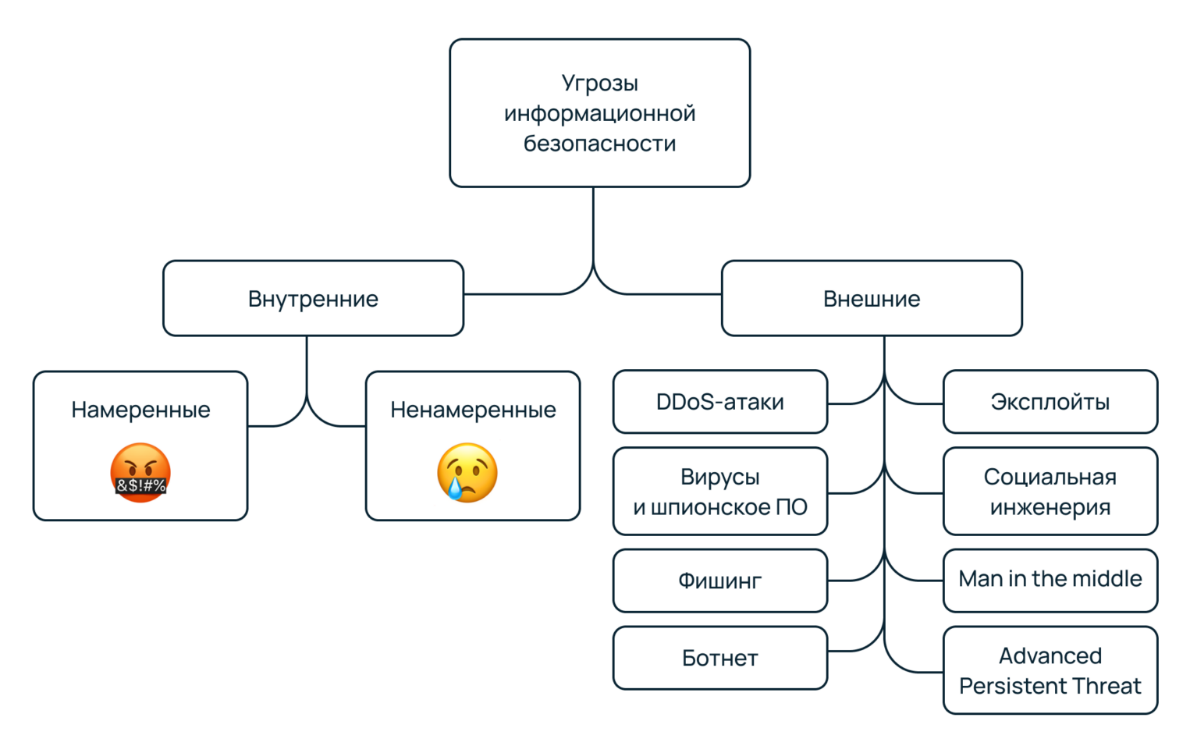 Угрозы
информационной
безопасности
Внутренние
Внешние
Намеренные
&$!#%
Ненамеренные
DDoS-атаки
Эксплойты
Вирусы
и шпионское ПО
Социальная
инженерия
Фишинг
Man in the middle
Ботнет
Advanced
Persistent Threat